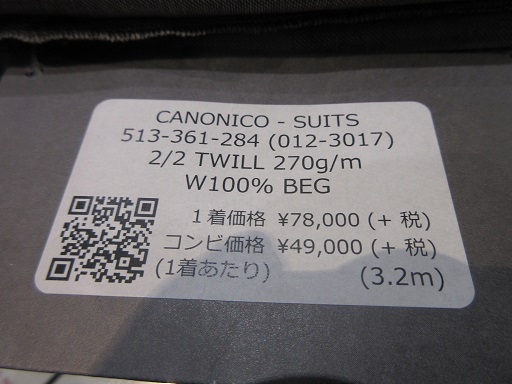 CANONICO - SUITS
513-361-284 (012-3017)
2/2 TWILL 270g/m
W100% BEG
1着価格 ¥78,000 (+ 税)
コンビ価格 ¥49,000 (+ 税)
(1着あたり) (3.2m)